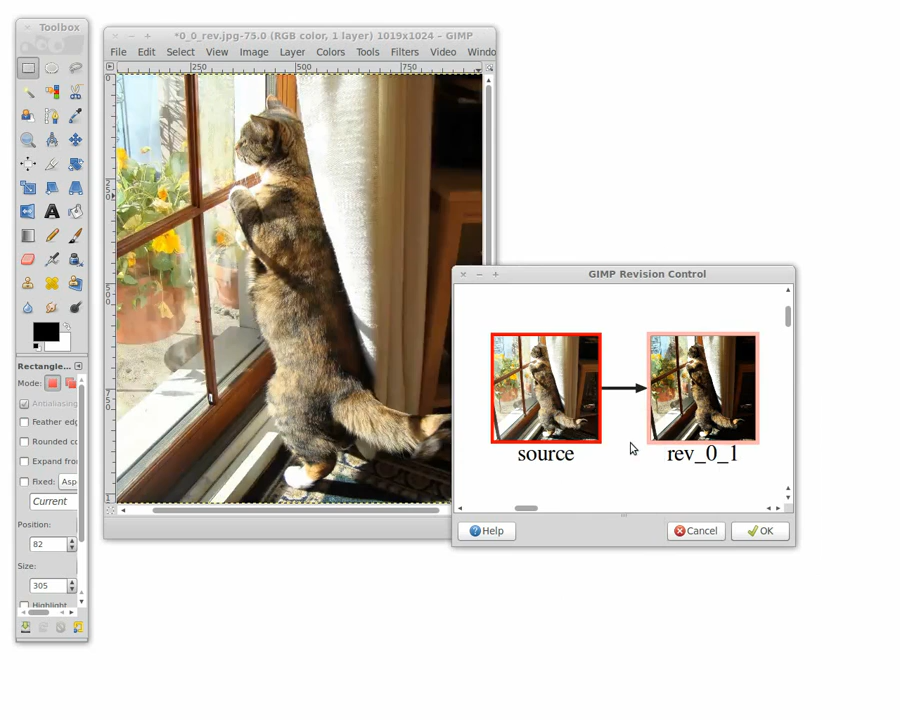 Toolbox
*0_0_rev.jpg-75.0 (RGB color, 1 layer) 1019x1024 – GIMP
File Edit Select View Image Layer Colors Tools Filters Video Windo
250 500 750
Rectangle...
Mode:
Antialiasing
Feather edg
Rounded co
Expand fro
Fixed: Asp
Current
Position:
82
Size:
305
Highlight
GIMP Revision Control
source
rev_0_1
Help
Cancel
OK